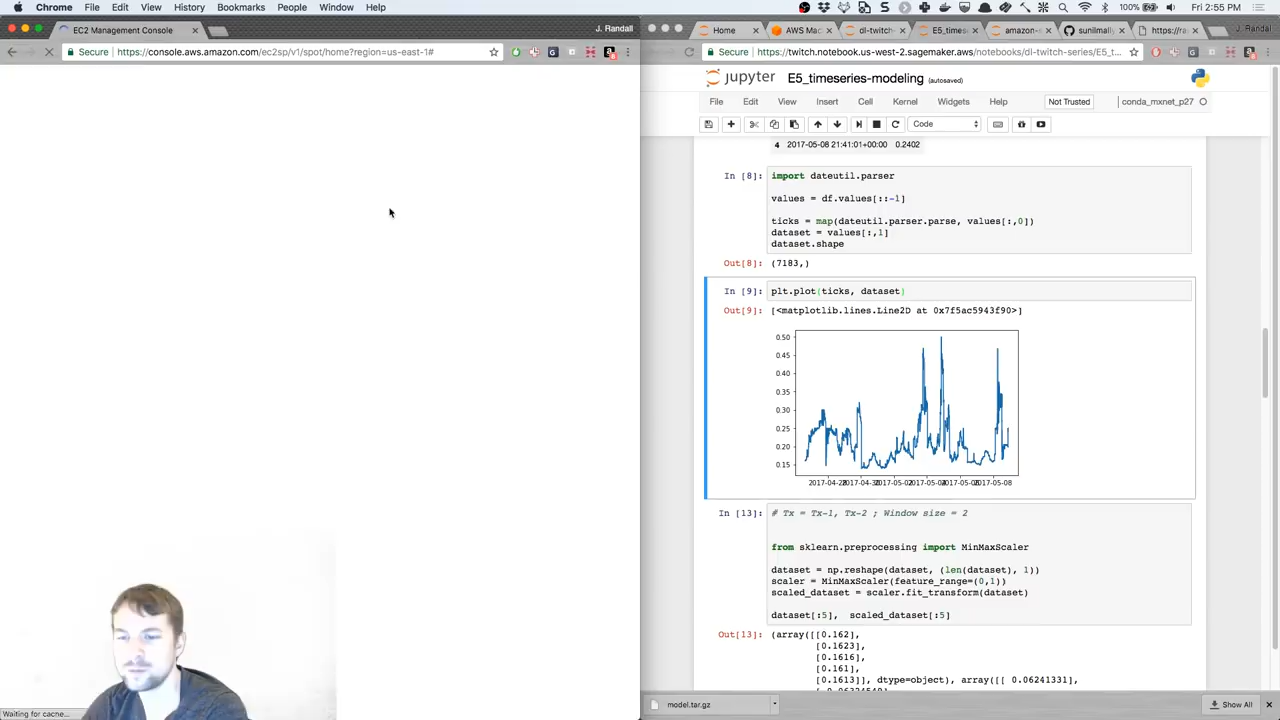 Chrome File Edit View History Bookmarks People Window Help 100% Fri 2:55 PM
EC2 Management Console J. Randall
Secure https://console.aws.amazon.com/ec2sp/v1/spot/home?region=us-east-1#
Waiting for cache...
Home AWS Mac dl-twitch-s E5_times amazon-s sunilmally https://ra J. Randall
Secure https://twitch.notebook.us-west-2.sagemaker.aws/notebooks/dl-twitch-series/E5_t...
jupyter E5_timeseries-modeling (autosaved)
File Edit View Insert Cell Kernel Widgets Help Not Trusted conda_mxnet_p27
Code
4 2017-05-08 21:41:01+00:00 0.2402
In [8]: import dateutil.parser
values = df.values[::-1]
ticks = map(dateutil.parser.parse, values[:,0])
dataset = values[:,1]
dataset.shape
Out[8]: (7183,)
In [9]: plt.plot(ticks, dataset)
Out[9]: [<matplotlib.lines.Line2D at 0x7f5ac5943f90>]
0.50
0.45
0.40
0.35
0.30
0.25
0.20
0.15
In [13]: # Tx = Tx-1, Tx-2 ; Window size = 2
from sklearn.preprocessing import MinMaxScaler
dataset = np.reshape(dataset, (len(dataset), 1))
scaler = MinMaxScaler(feature_range=(0,1))
scaled_dataset = scaler.fit_transform(dataset)
dataset[:5], scaled_dataset[:5]
Out[13]: (array([[0.162],
[0.1623],
[0.1616],
[0.161],
[0.1613]], dtype=object), array([[ 0.06241331],
model.tar.gz Show All